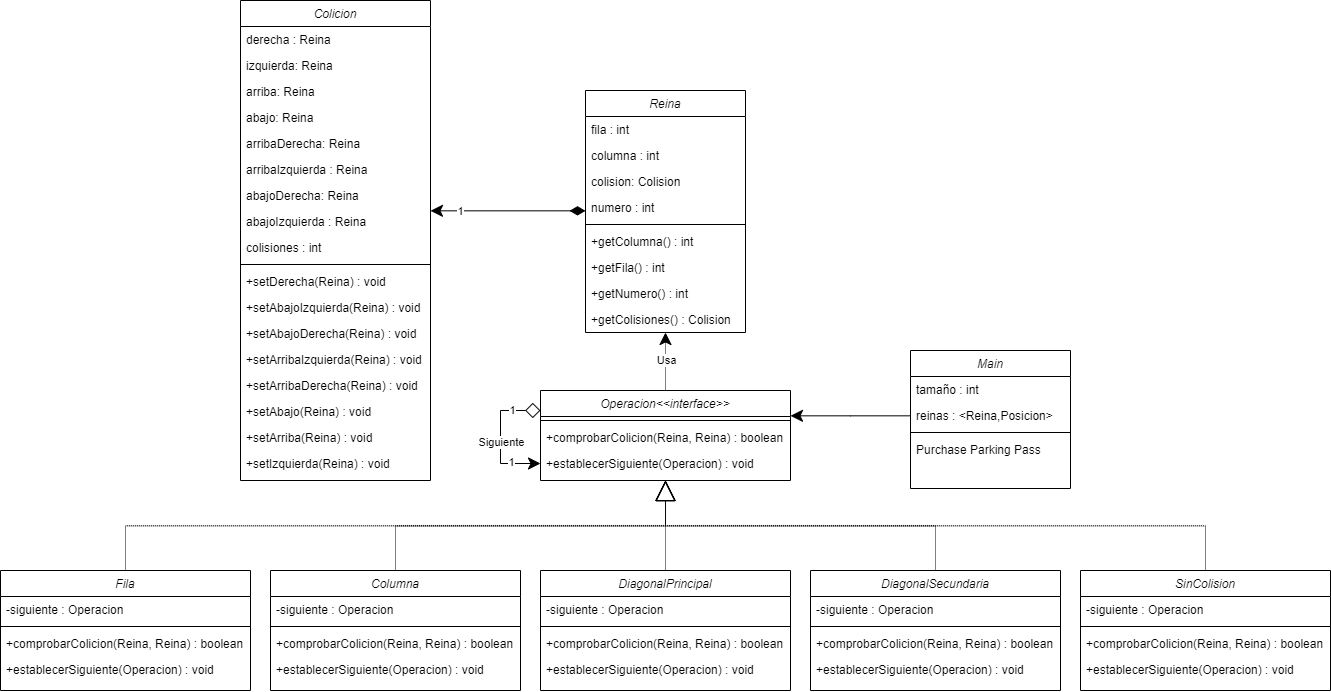 Colicion
derecha : Reina
izquierda: Reina
arriba: Reina
abajo: Reina
arribaDerecha: Reina
arribaIzquierda : Reina
abajoDerecha: Reina
abajoIzquierda : Reina
colisiones : int
+setDerecha(Reina) : void
+setAbajoIzquierda(Reina) : void
+setAbajoDerecha(Reina) : void
+setArribaIzquierda(Reina) : void
+setArribaDerecha(Reina) : void
+setAbajo(Reina) : void
+setArriba(Reina) : void
+setIzquierda(Reina) : void
1
Reina
fila : int
columna : int
colision: Colision
numero : int
+getColumna() : int
+getFila() : int
+getNumero() : int
+getColisiones() : Colision
Usa
Operacion<<interface>>
+comprobarColicion(Reina, Reina) : boolean
+establecerSiguiente(Operacion) : void
1
Siguiente
1
Main
tamaño : int
reinas : <Reina,Posicion>
Purchase Parking Pass
Fila
-siguiente : Operacion
+comprobarColicion(Reina, Reina) : boolean
+establecerSiguiente(Operacion) : void
Columna
-siguiente : Operacion
+comprobarColicion(Reina, Reina) : boolean
+establecerSiguiente(Operacion) : void
DiagonalPrincipal
-siguiente : Operacion
+comprobarColicion(Reina, Reina) : boolean
+establecerSiguiente(Operacion) : void
DiagonalSecundaria
-siguiente : Operacion
+comprobarColicion(Reina, Reina) : boolean
+establecerSiguiente(Operacion) : void
SinColision
-siguiente : Operacion
+comprobarColicion(Reina, Reina) : boolean
+establecerSiguiente(Operacion) : void